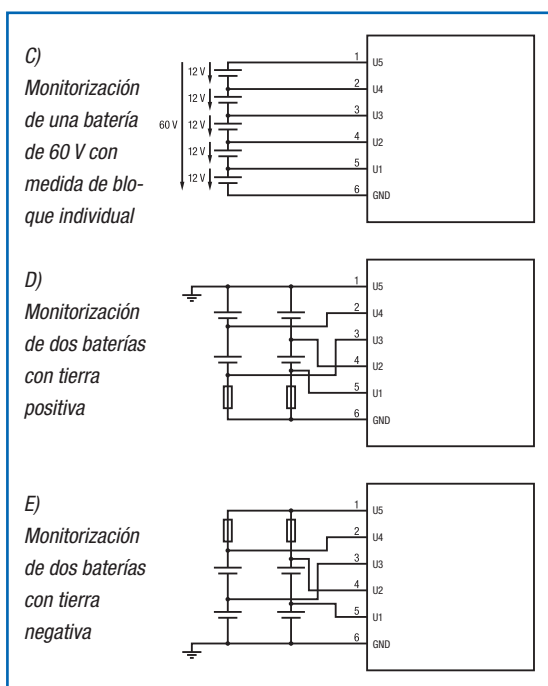 C)
Monitorización
de una batería
de 60 V con
medida de blo-
que individual
60 V
12 V
12 V
12 V
12 V
12 V
1 U5
2 U4
3 U3
4 U2
5 U1
6 GND
D)
Monitorización
de dos baterías
con tierra
positiva
1 U5
2 U4
3 U3
4 U2
5 U1
6 GND
E)
Monitorización
de dos baterías
con tierra
negativa
1 U5
2 U4
3 U3
4 U2
5 U1
6 GND